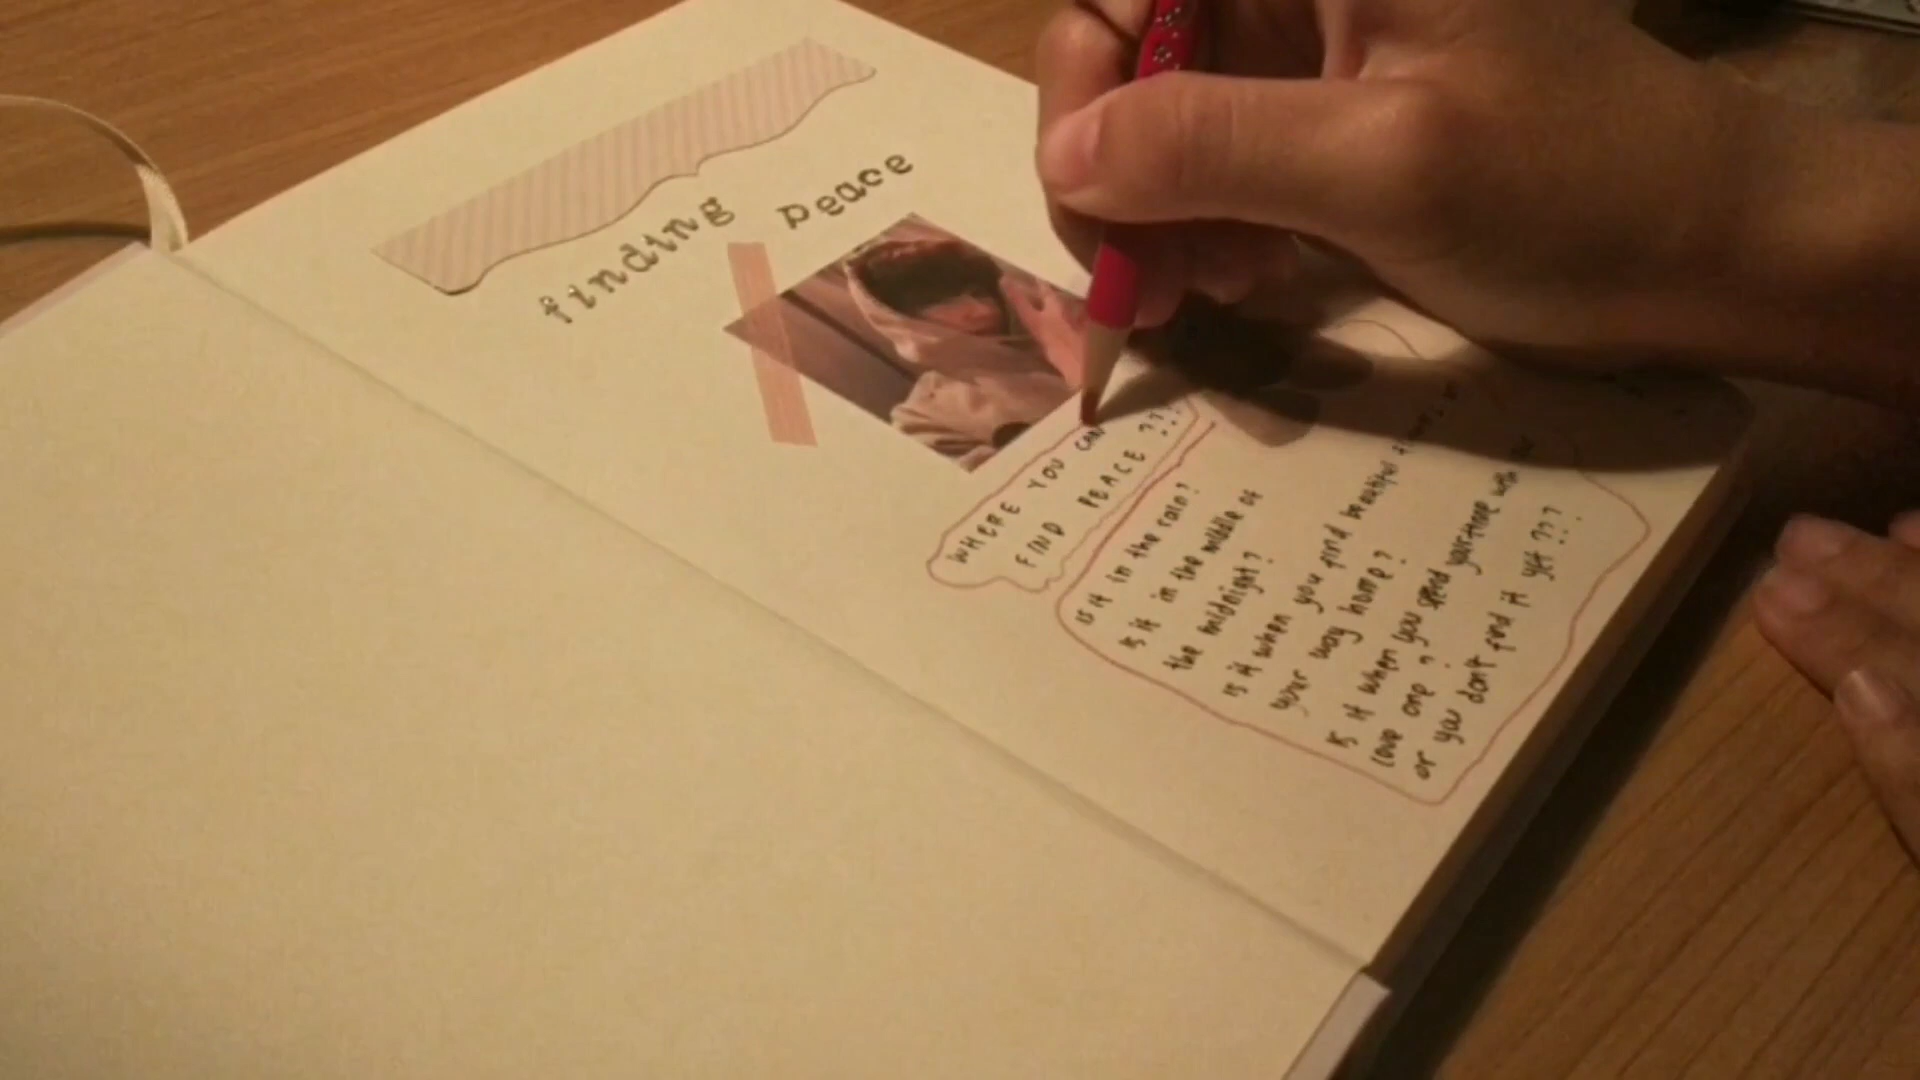 finding peace
WHERE YOU CAN
FIND PEACE ???
is it in the rain?
is it in the middle of
the midnight?
is it when you find beautiful
your way home?
is it when you spend your time with
love one?
or you don't find it yet ???